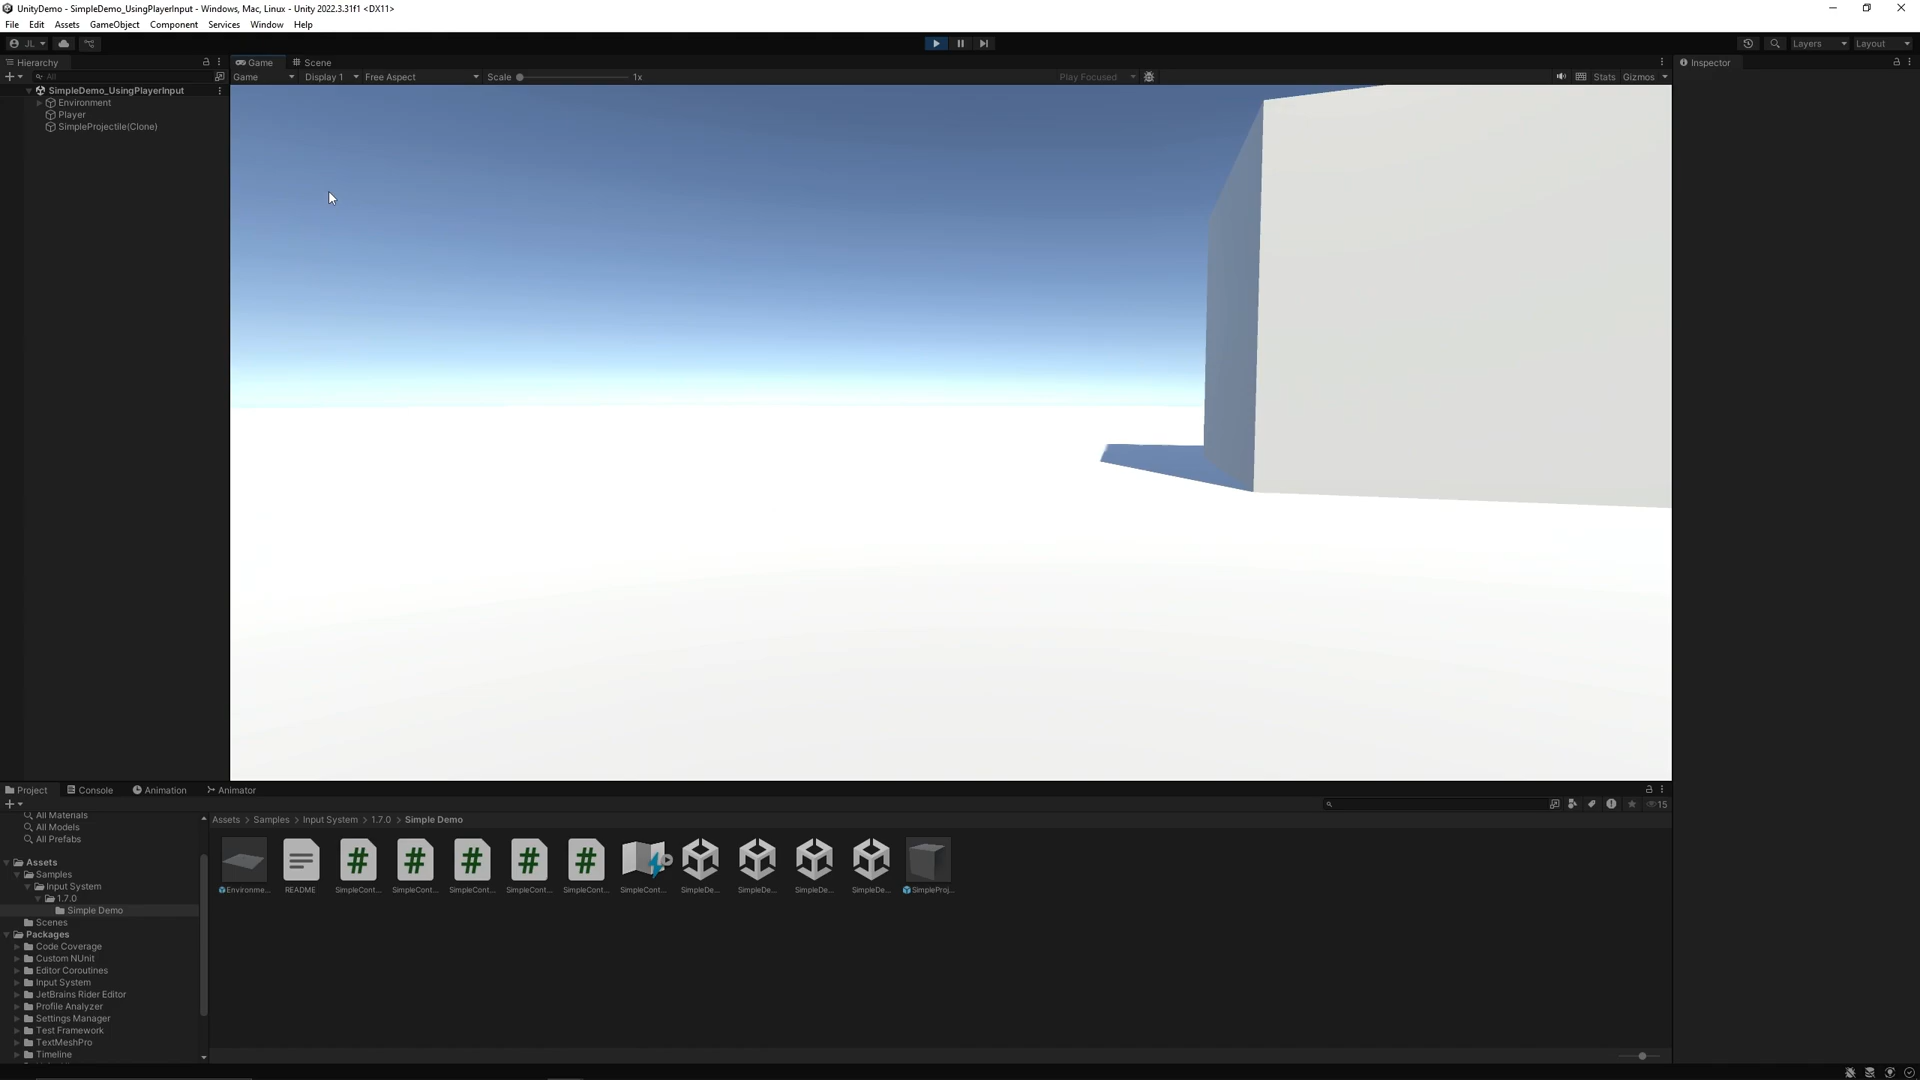 UnityDemo - SimpleDemo_UsingPlayerInput - Windows, Mac, Linux - Unity 2022.3.31f1 <DX11>
File Edit Assets GameObject Component Services Window Help
JL Layers Layout
Hierarchy Game Scene Inspector
All Game Display 1 Free Aspect Scale 1x Play Focused Stats Gizmos
SimpleDemo_UsingPlayerInput
Environment
Player
SimpleProjectile(Clone)
Project Console Animation Animator
15
All Materials
All Models
All Prefabs
Assets
Samples
Input System
1.7.0
Simple Demo
Scenes
Packages
Code Coverage
Custom NUnit
Editor Coroutines
Input System
JetBrains Rider Editor
Profile Analyzer
Settings Manager
Test Framework
TextMeshPro
Timeline
Assets > Samples > Input System > 1.7.0 > Simple Demo
Environme... README SimpleCont... SimpleCont... SimpleCont... SimpleCont... SimpleCont... SimpleCont... SimpleDe... SimpleDe... SimpleDe... SimpleDe... SimpleProj...